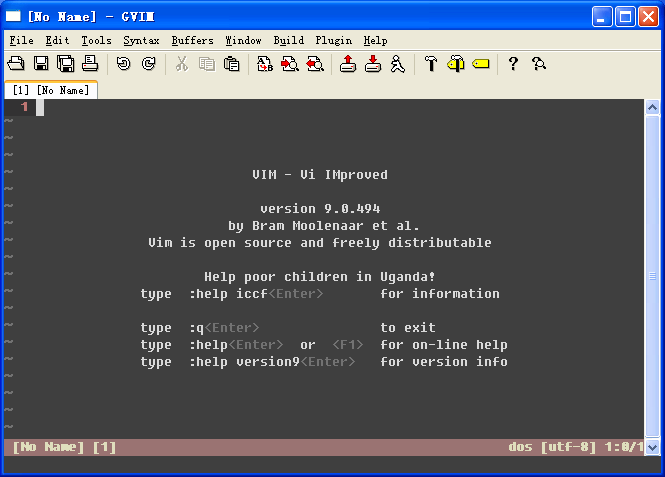 [No Name] - GVIM
File Edit Tools Syntax Buffers Window Build Plugin Help
[1] [No Name]
1
~
~
~
VIM - Vi IMproved
~
~
version 9.0.494
~
by Bram Moolenaar et al.
~
Vim is open source and freely distributable
~
~
Help poor children in Uganda!
~
type :help iccf<Enter> for information
~
~
type :q<Enter> to exit
~
type :help<Enter> or <F1> for on-line help
~
type :help version9<Enter> for version info
~
~
~
~
[No Name] [1] dos [utf-8] 1:0/1